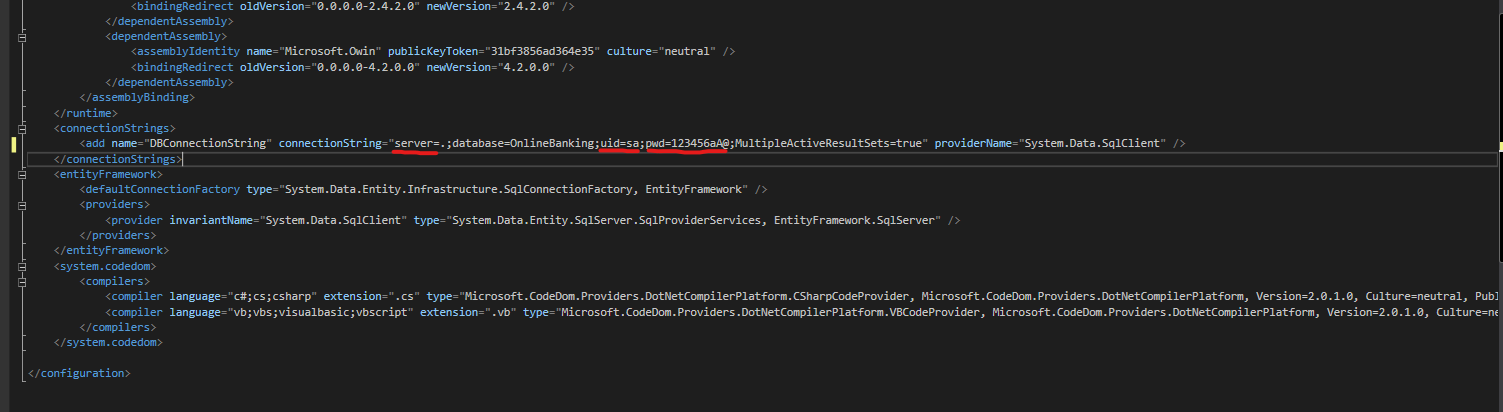 <bindingRedirect oldVersion="0.0.0.0-2.4.2.0" newVersion="2.4.2.0" />
</dependentAssembly>
<dependentAssembly>
<assemblyIdentity name="Microsoft.Owin" publicKeyToken="31bf3856ad364e35" culture="neutral" />
<bindingRedirect oldVersion="0.0.0.0-4.2.0.0" newVersion="4.2.0.0" />
</dependentAssembly>
</assemblyBinding>
</runtime>
<connectionStrings>
<add name="DBConnectionString" connectionString="server=.;database=OnlineBanking;uid=sa;pwd=123456aA@;MultipleActiveResultSets=true" providerName="System.Data.SqlClient" />
</connectionStrings>
<entityFramework>
<defaultConnectionFactory type="System.Data.Entity.Infrastructure.SqlConnectionFactory, EntityFramework" />
<providers>
<provider invariantName="System.Data.SqlClient" type="System.Data.Entity.SqlServer.SqlProviderServices, EntityFramework.SqlServer" />
</providers>
</entityFramework>
<system.codedom>
<compilers>
<compiler language="c#;cs;csharp" extension=".cs" type="Microsoft.CodeDom.Providers.DotNetCompilerPlatform.CSharpCodeProvider, Microsoft.CodeDom.Providers.DotNetCompilerPlatform, Version=2.0.1.0, Culture=neutral, Publ
<compiler language="vb;vbs;visualbasic;vbscript" extension=".vb" type="Microsoft.CodeDom.Providers.DotNetCompilerPlatform.VBCodeProvider, Microsoft.CodeDom.Providers.DotNetCompilerPlatform, Version=2.0.1.0, Culture=ne
</compilers>
</system.codedom>
</configuration>